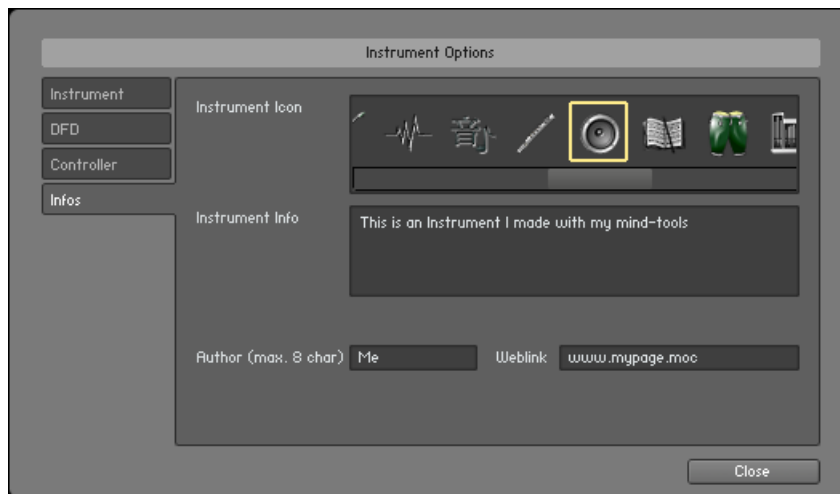 Instrument Options
Instrument
DFD
Controller
Infos
Instrument Icon
Instrument Info
This is an Instrument I made with my mind-tools
Author (max. 8 char)
Me
Weblink
www.mypage.moc
Close